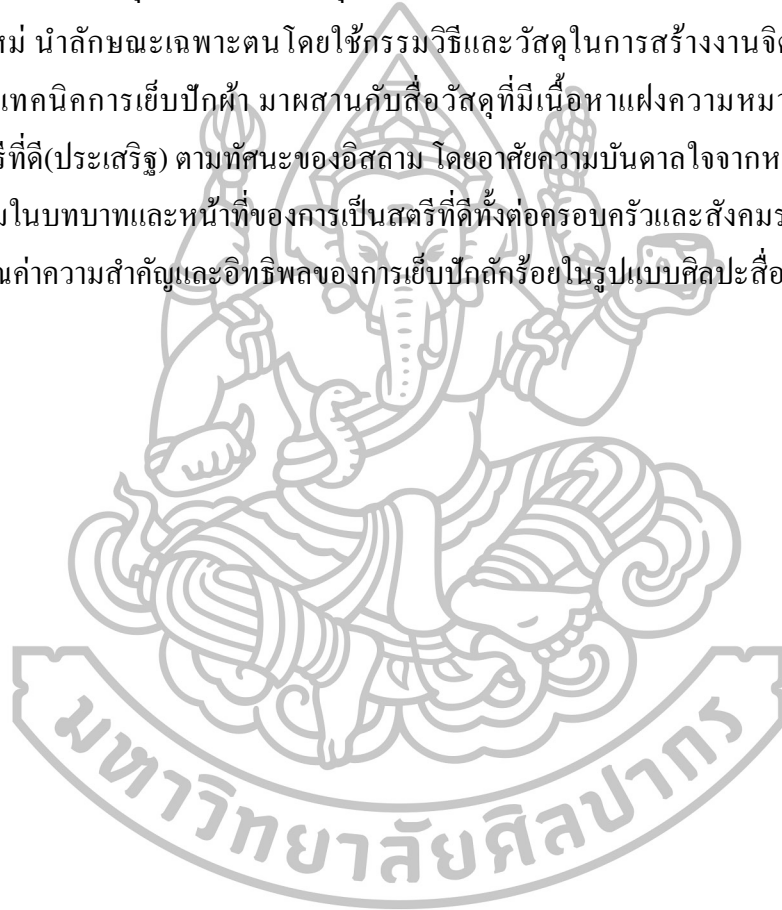 หม่ นำลักษณะเฉพาะตนโดยใช้กรรมวิธีและวัสดุในการสร้างงานจิต
เทคนิคการเย็บปักผ้า มาผสานกับสื่อวัสดุที่มีเนื้อหาแฝงความหมา
รีที่ดี(ประเสริฐ) ตามทัศนะของอิสลาม โดยอาศัยความบันดาลใจจากห
มในบทบาทและหน้าที่ของการเป็นสตรีที่ดีทั้งต่อครอบครัวและสังคมร
ณค่าความสำคัญและอิทธิพลของการเย็บปักถักร้อยในรูปแบบศิลปะสื่อ
มหาวิทยาลัยศิลปากร